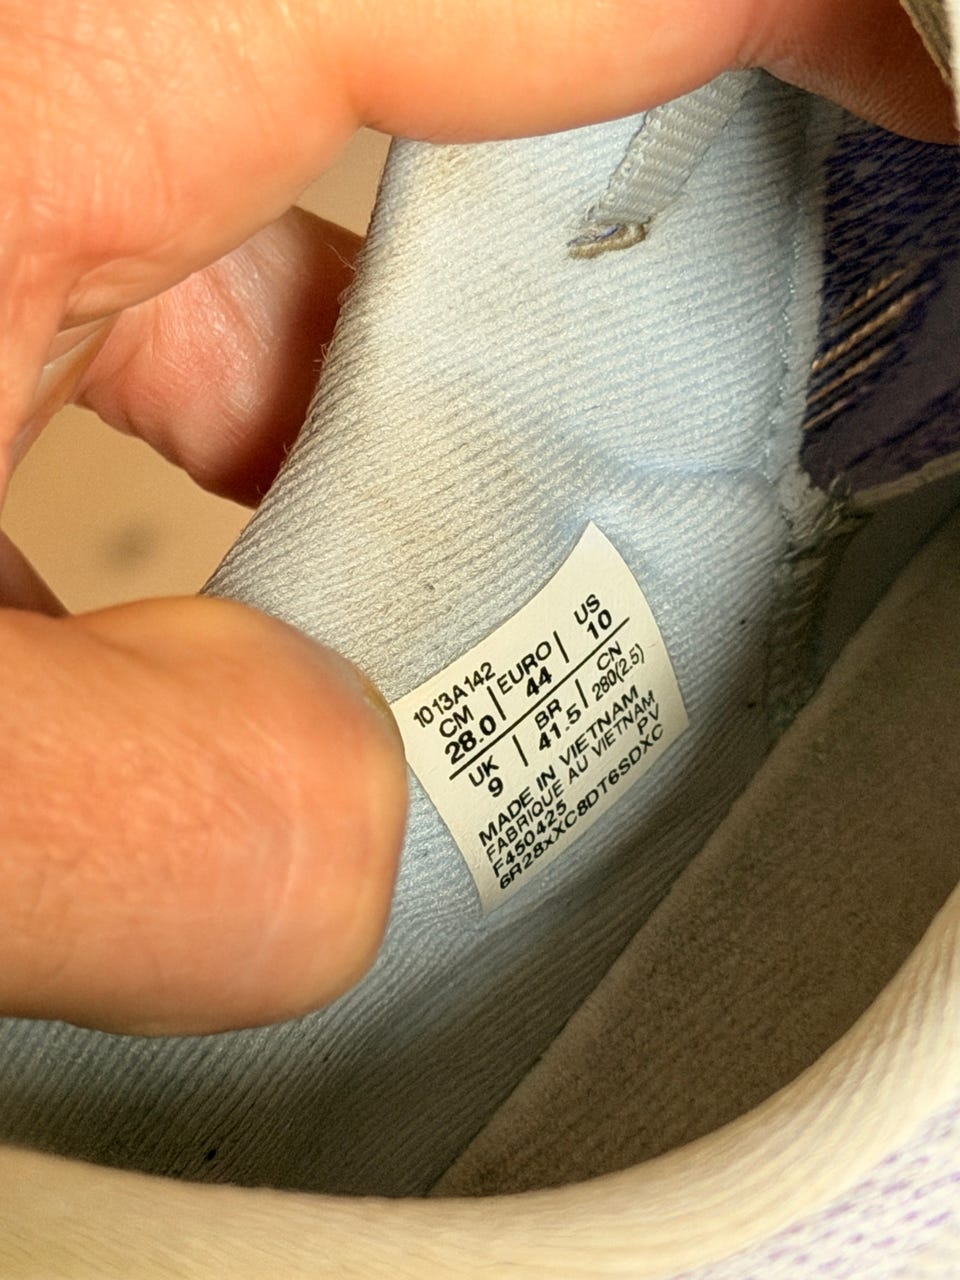 1013A142
CM | EURO | US
28.0 | 44 | 10
UK | BR | CN
9 | 41.5 | 280(2.5)
MADE IN VIETNAM
FABRIQUE AU VIETNAM
F450425 PV
6R28xXC8DT6SDXC